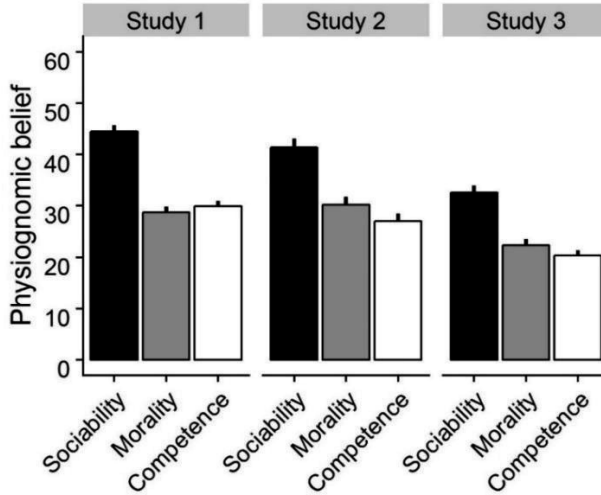 Study 1
Study 2
Study 3
Physiognomic belief
60
50
40
30
20
10
0
Sociability
Morality
Competence
Sociability
Morality
Competence
Sociability
Morality
Competence